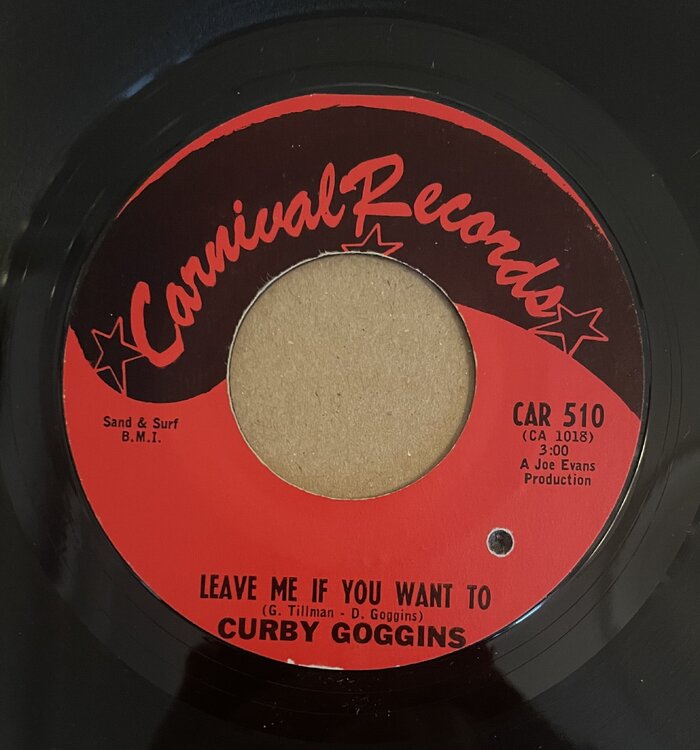 Carnival Records
Sand & Surf
B.M.I.
CAR 510
(CA 1018)
3:00
A Joe Evans
Production
LEAVE ME IF YOU WANT TO
(G. Tillman - D. Goggins)
CURBY GOGGINS